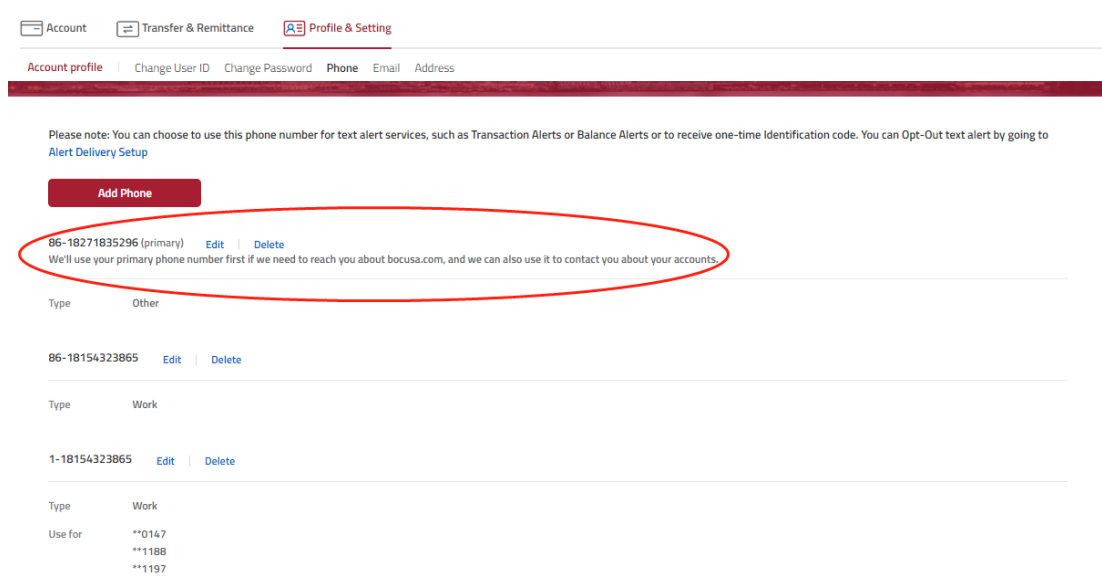 Account Transfer & Remittance Profile & Setting
Account profile Change User ID Change Password Phone Email Address
Please note: You can choose to use this phone number for text alert services, such as Transaction Alerts or Balance Alerts or to receive one-time Identification code. You can Opt-Out text alert by going to
Alert Delivery Setup
Add Phone
86-18271835296 (primary) Edit Delete
We'll use your primary phone number first if we need to reach you about bocusa.com, and we can also use it to contact you about your accounts.
Type Other
86-18154323865 Edit Delete
Type Work
1-18154323865 Edit Delete
Type Work
Use for **0147
**1188
**1197